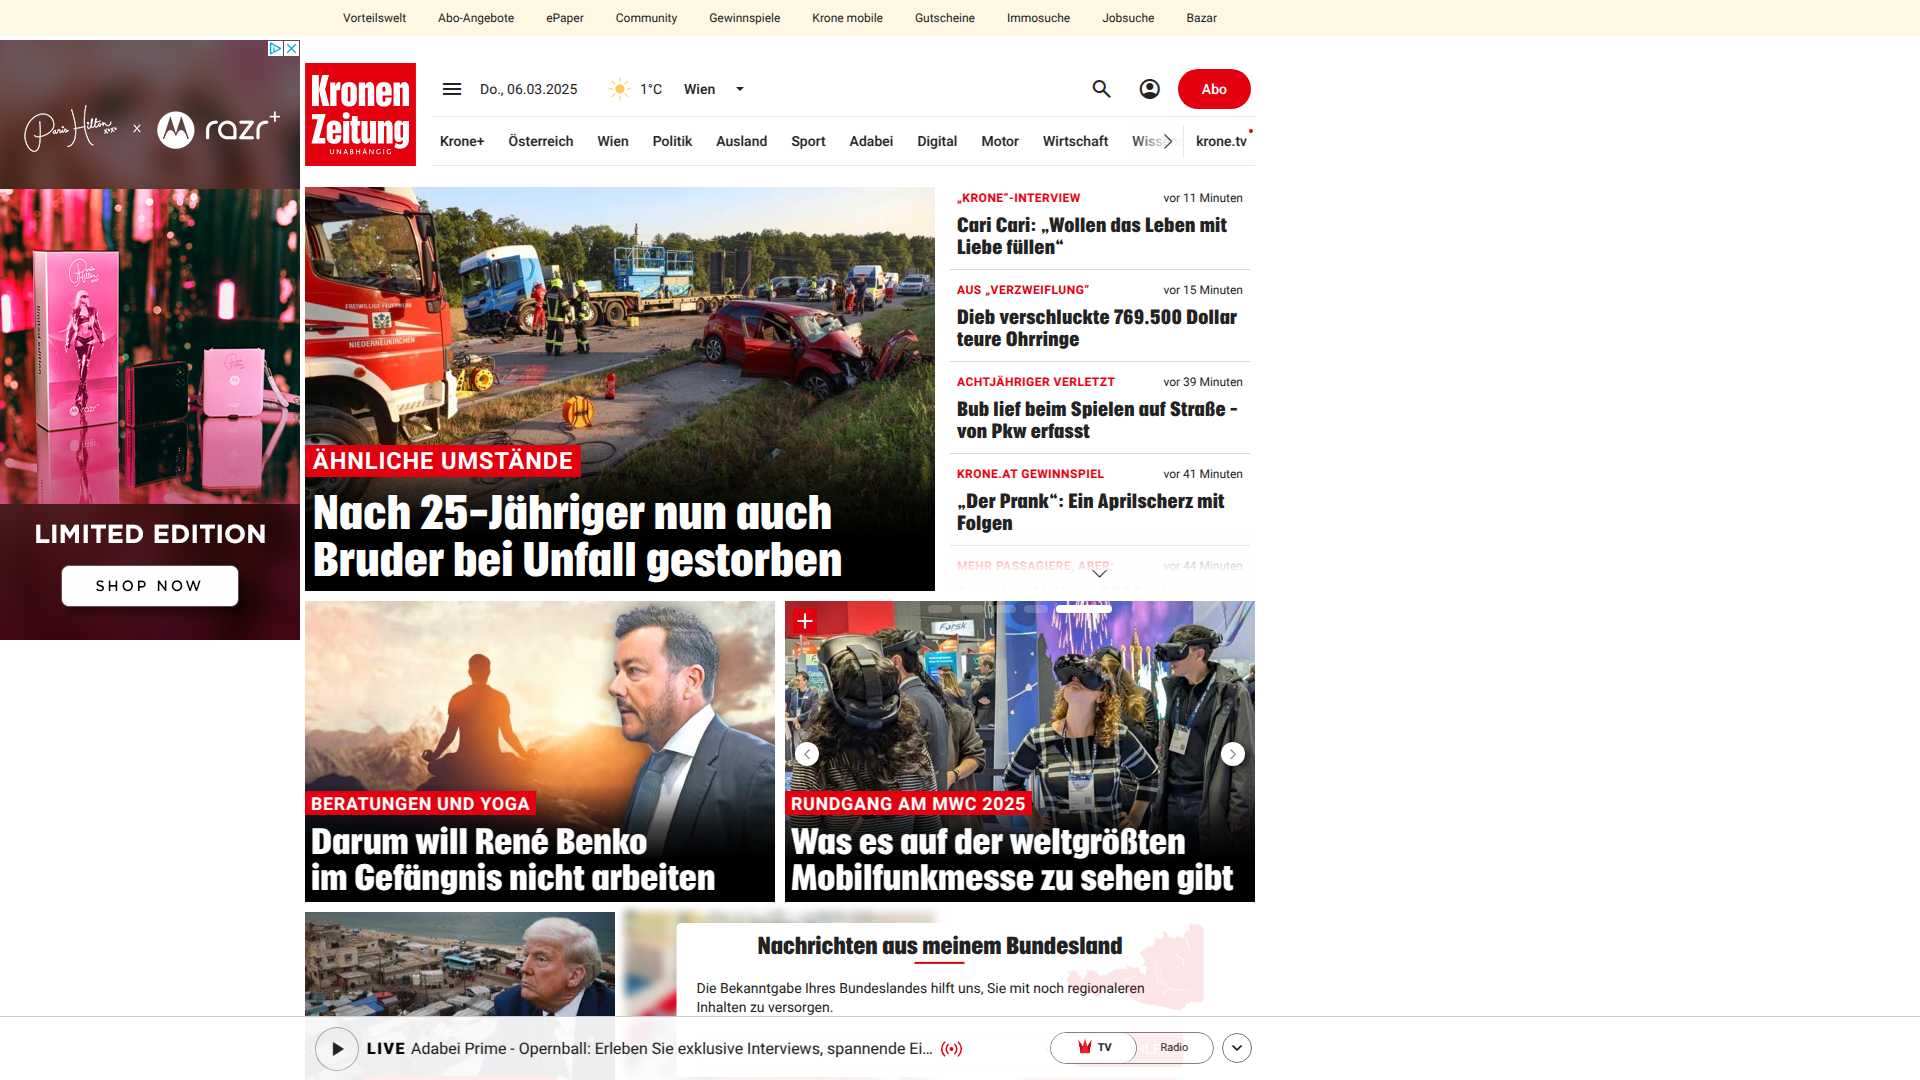 Vorteilswelt Abo-Angebote ePaper Community Gewinnspiele Krone mobile Gutscheine Immosuche Jobsuche Bazar
Paris Hilton x razr+
LIMITED EDITION
SHOP NOW
Kronen
Zeitung
UNABHÄNGIG
Do., 06.03.2025 1°C Wien
Abo
Krone+ Österreich Wien Politik Ausland Sport Adabei Digital Motor Wirtschaft krone.tv
FREIWILLIGE FEUERWEHR
NIEDERNEUKIRCHEN
ÄHNLICHE UMSTÄNDE
Nach 25-Jähriger nun auch
Bruder bei Unfall gestorben
„KRONE“-INTERVIEW vor 11 Minuten
Cari Cari: „Wollen das Leben mit
Liebe füllen“
AUS „VERZWEIFLUNG“ vor 15 Minuten
Dieb verschluckte 769.500 Dollar
teure Ohrringe
ACHTJÄHRIGER VERLETZT vor 39 Minuten
Bub lief beim Spielen auf Straße -
von Pkw erfasst
KRONE.AT GEWINNSPIEL vor 41 Minuten
„Der Prank“: Ein Aprilscherz mit
Folgen
MEHR PASSAGIERE, ABER: vor 44 Minuten
BERATUNGEN UND YOGA
Darum will René Benko
im Gefängnis nicht arbeiten
RUNDGANG AM MWC 2025
Was es auf der weltgrößten
Mobilfunkmesse zu sehen gibt
Nachrichten aus meinem Bundesland
Die Bekanntgabe Ihres Bundeslandes hilft uns, Sie mit noch regionaleren
Inhalten zu versorgen.
LIVE Adabei Prime - Opernball: Erleben Sie exklusive Interviews, spannende Ei...
TV Radio